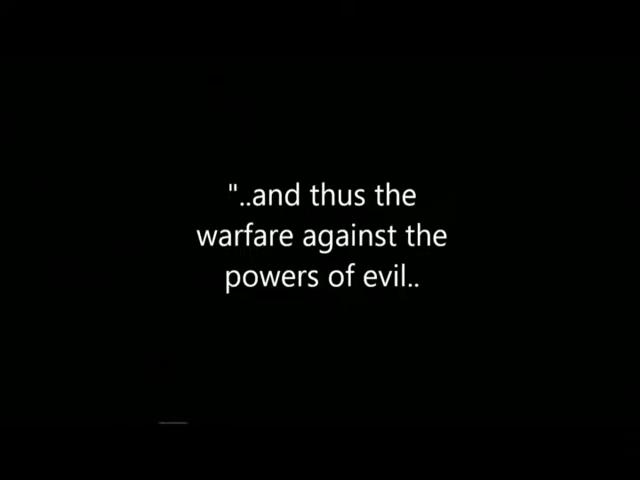 "..and thus the
warfare against the
powers of evil..